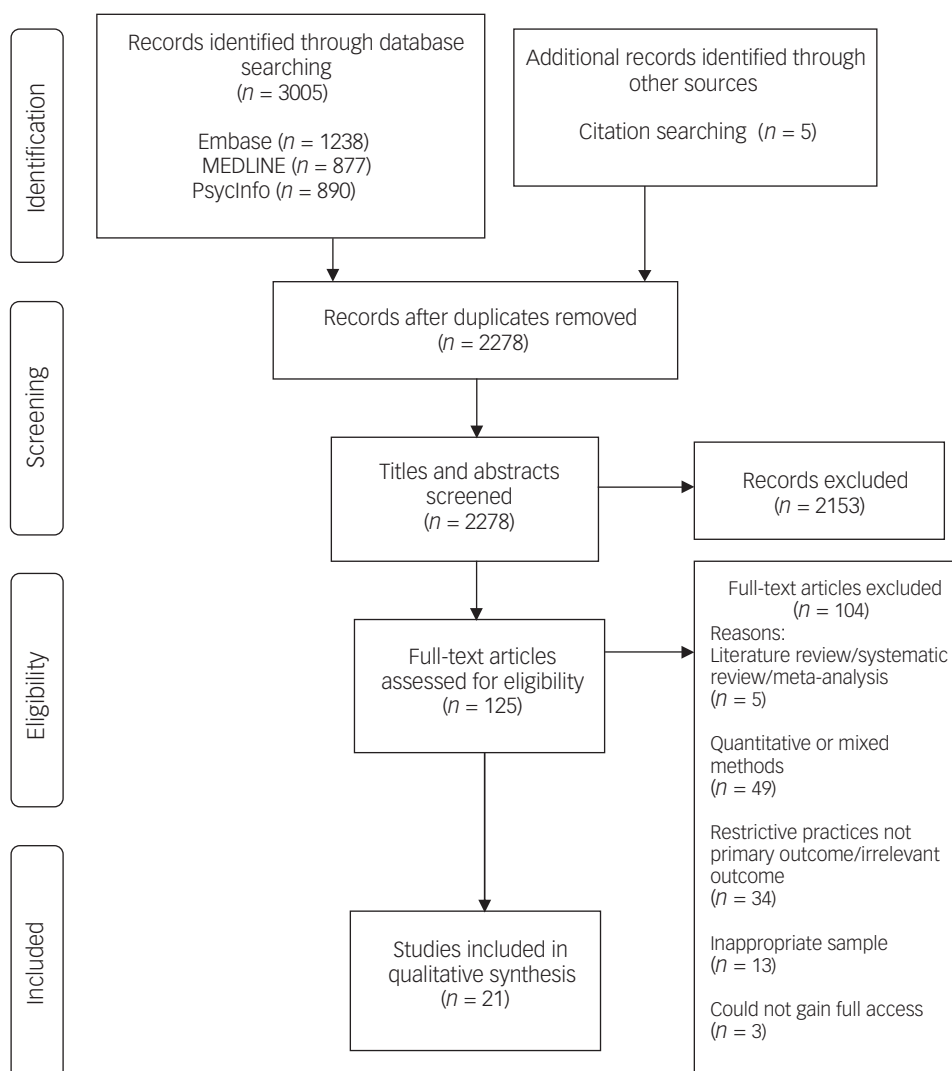 Identification
Records identified through database
searching
(n = 3005)
Embase (n = 1238)
MEDLINE (n = 877)
PsycInfo (n = 890)
Additional records identified through
other sources
Citation searching (n = 5)
Screening
Records after duplicates removed
(n = 2278)
Titles and abstracts
screened
(n = 2278)
Records excluded
(n = 2153)
Eligibility
Full-text articles
assessed for eligibility
(n = 125)
Full-text articles excluded
(n = 104)
Reasons:
Literature review/systematic
review/meta-analysis
(n = 5)
Quantitative or mixed
methods
(n = 49)
Restrictive practices not
primary outcome/irrelevant
outcome
(n = 34)
Inappropriate sample
(n = 13)
Could not gain full access
(n = 3)
Included
Studies included in
qualitative synthesis
(n = 21)